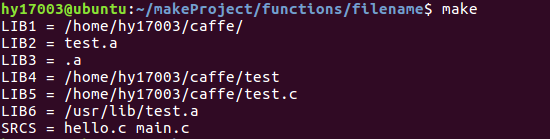 hy17003@ubuntu:~/makeProject/functions/filename$ make
LIB1 = /home/hy17003/caffe/
LIB2 = test.a
LIB3 = .a
LIB4 = /home/hy17003/caffe/test
LIB5 = /home/hy17003/caffe/test.c
LIB6 = /usr/lib/test.a
SRCS = hello.c main.c